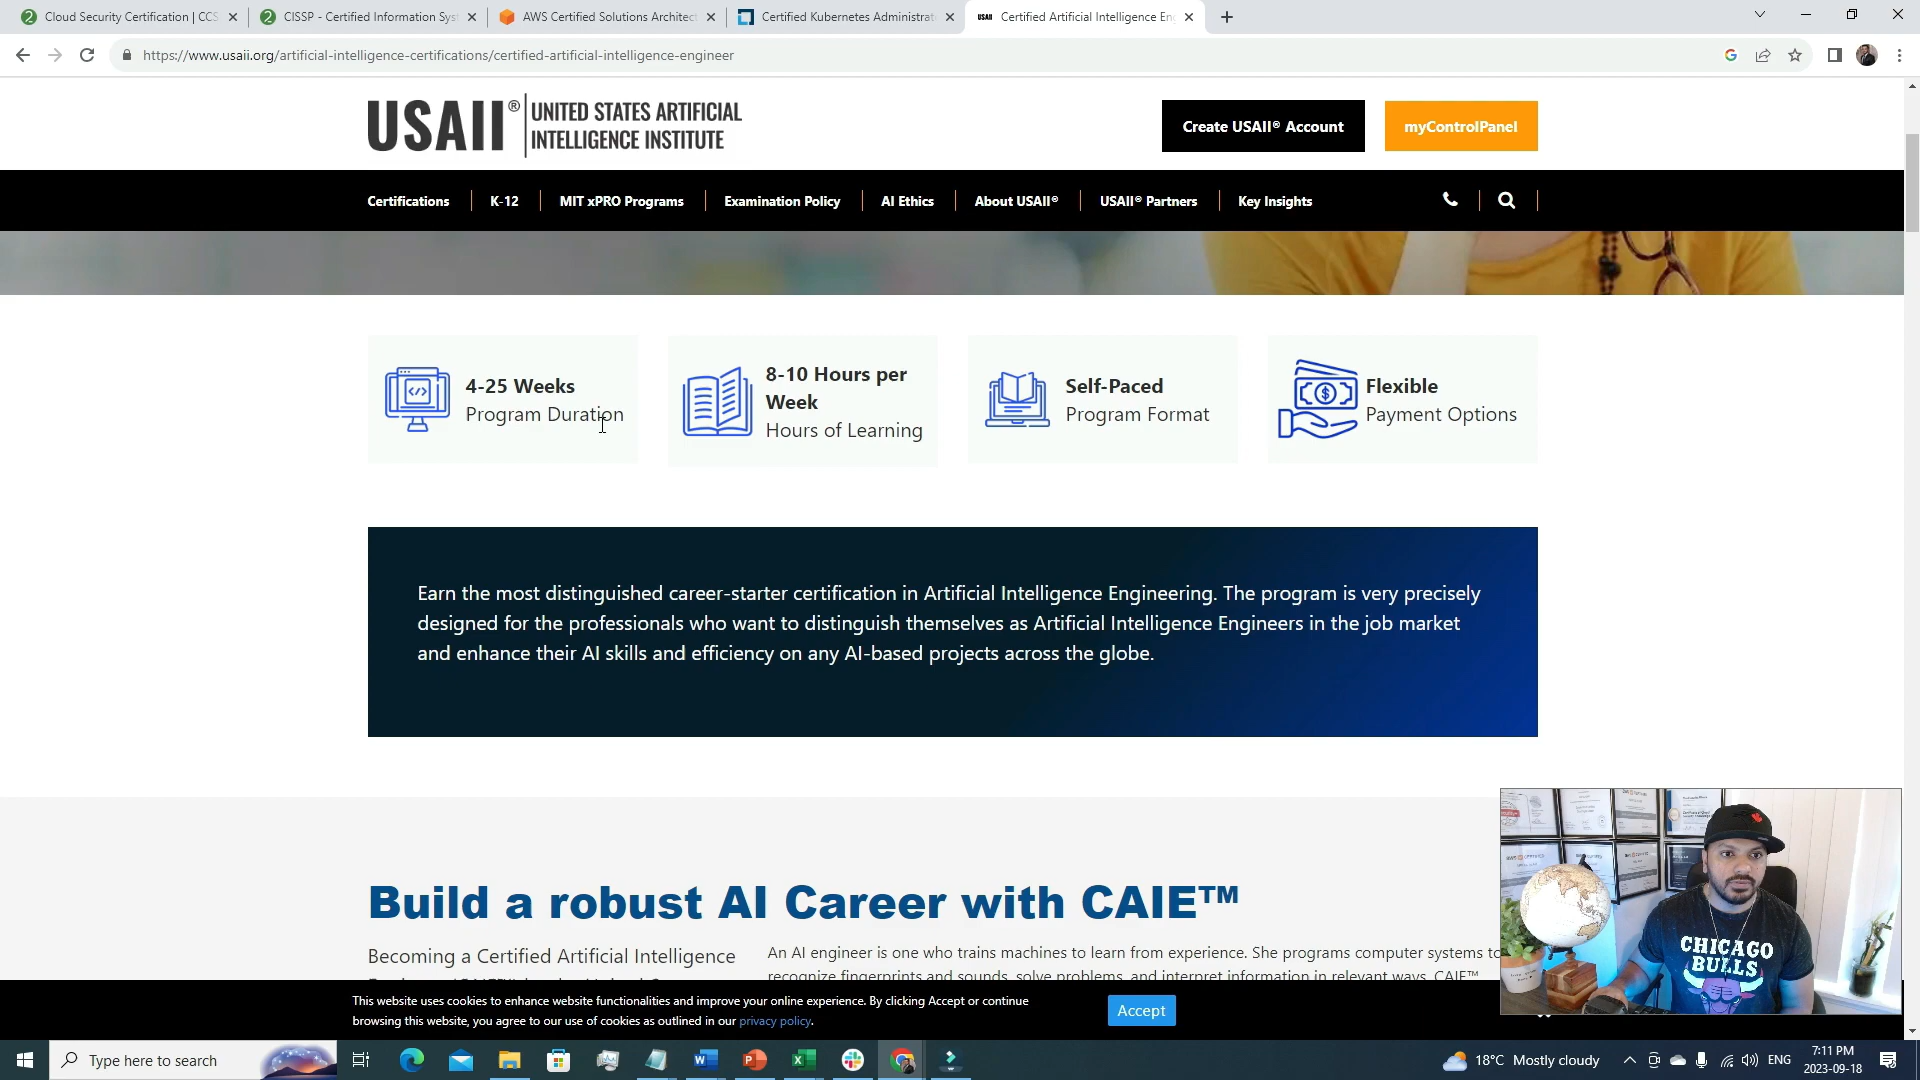 Cloud Security Certification | CCS
CISSP - Certified Information Syst
AWS Certified Solutions Architect
Certified Kubernetes Administrat
USAII Certified Artificial Intelligence En
https://www.usaii.org/artificial-intelligence-certifications/certified-artificial-intelligence-engineer
USAII® UNITED STATES ARTIFICIAL
INTELLIGENCE INSTITUTE
Create USAII® Account
myControlPanel
Certifications
K-12
MIT xPRO Programs
Examination Policy
AI Ethics
About USAII®
USAII® Partners
Key Insights
4-25 Weeks
Program Duration
8-10 Hours per
Week
Hours of Learning
Self-Paced
Program Format
Flexible
Payment Options
Earn the most distinguished career-starter certification in Artificial Intelligence Engineering. The program is very precisely
designed for the professionals who want to distinguish themselves as Artificial Intelligence Engineers in the job market
and enhance their AI skills and efficiency on any AI-based projects across the globe.
Build a robust AI Career with CAIE™
Becoming a Certified Artificial Intelligence
An AI engineer is one who trains machines to learn from experience. She programs computer systems to
recognize fingerprints and sounds, solve problems, and interpret information in relevant ways. CAIE™
CHICAGO
BULLS
This website uses cookies to enhance website functionalities and improve your online experience. By clicking Accept or continue
browsing this website, you agree to our use of cookies as outlined in our privacy policy.
Accept
Type here to search
18°C Mostly cloudy
ENG
7:11 PM
2023-09-18